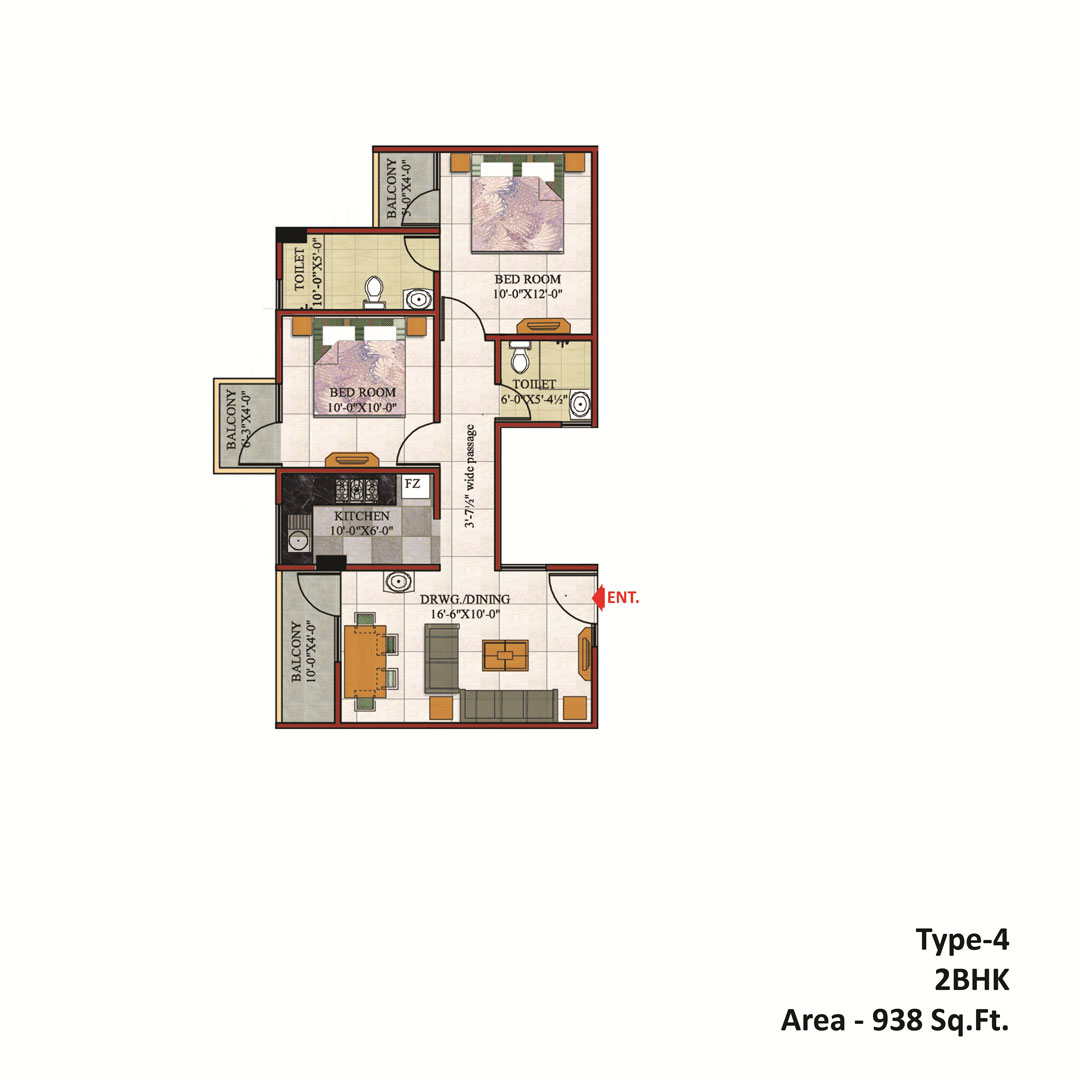 BALCONY
5'-0"X4'-0"
BED ROOM
10'-0"X12'-0"
TOILET
10'-0"X5'-0"
BED ROOM
10'-0"X10'-0"
TOILET
6'-0"X5'-4½"
BALCONY
6'-3"X4'-0"
3'-7½" wide passage
FZ
KITCHEN
10'-0"X6'-0"
DRWG./DINING
16'-6"X10'-0"
ENT.
BALCONY
10'-0"X4'-0"
Type-4
2BHK
Area - 938 Sq.Ft.